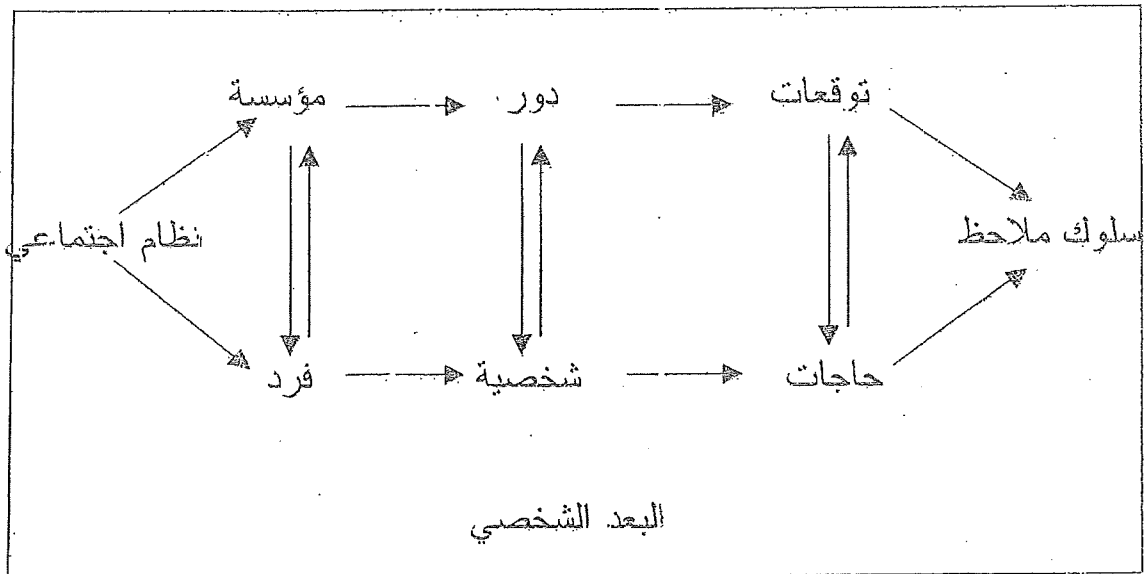 مؤسسة دور توقعات
نظام اجتماعي سلوك ملاحظ
فرد شخصية حاجات
البعد الشخصي